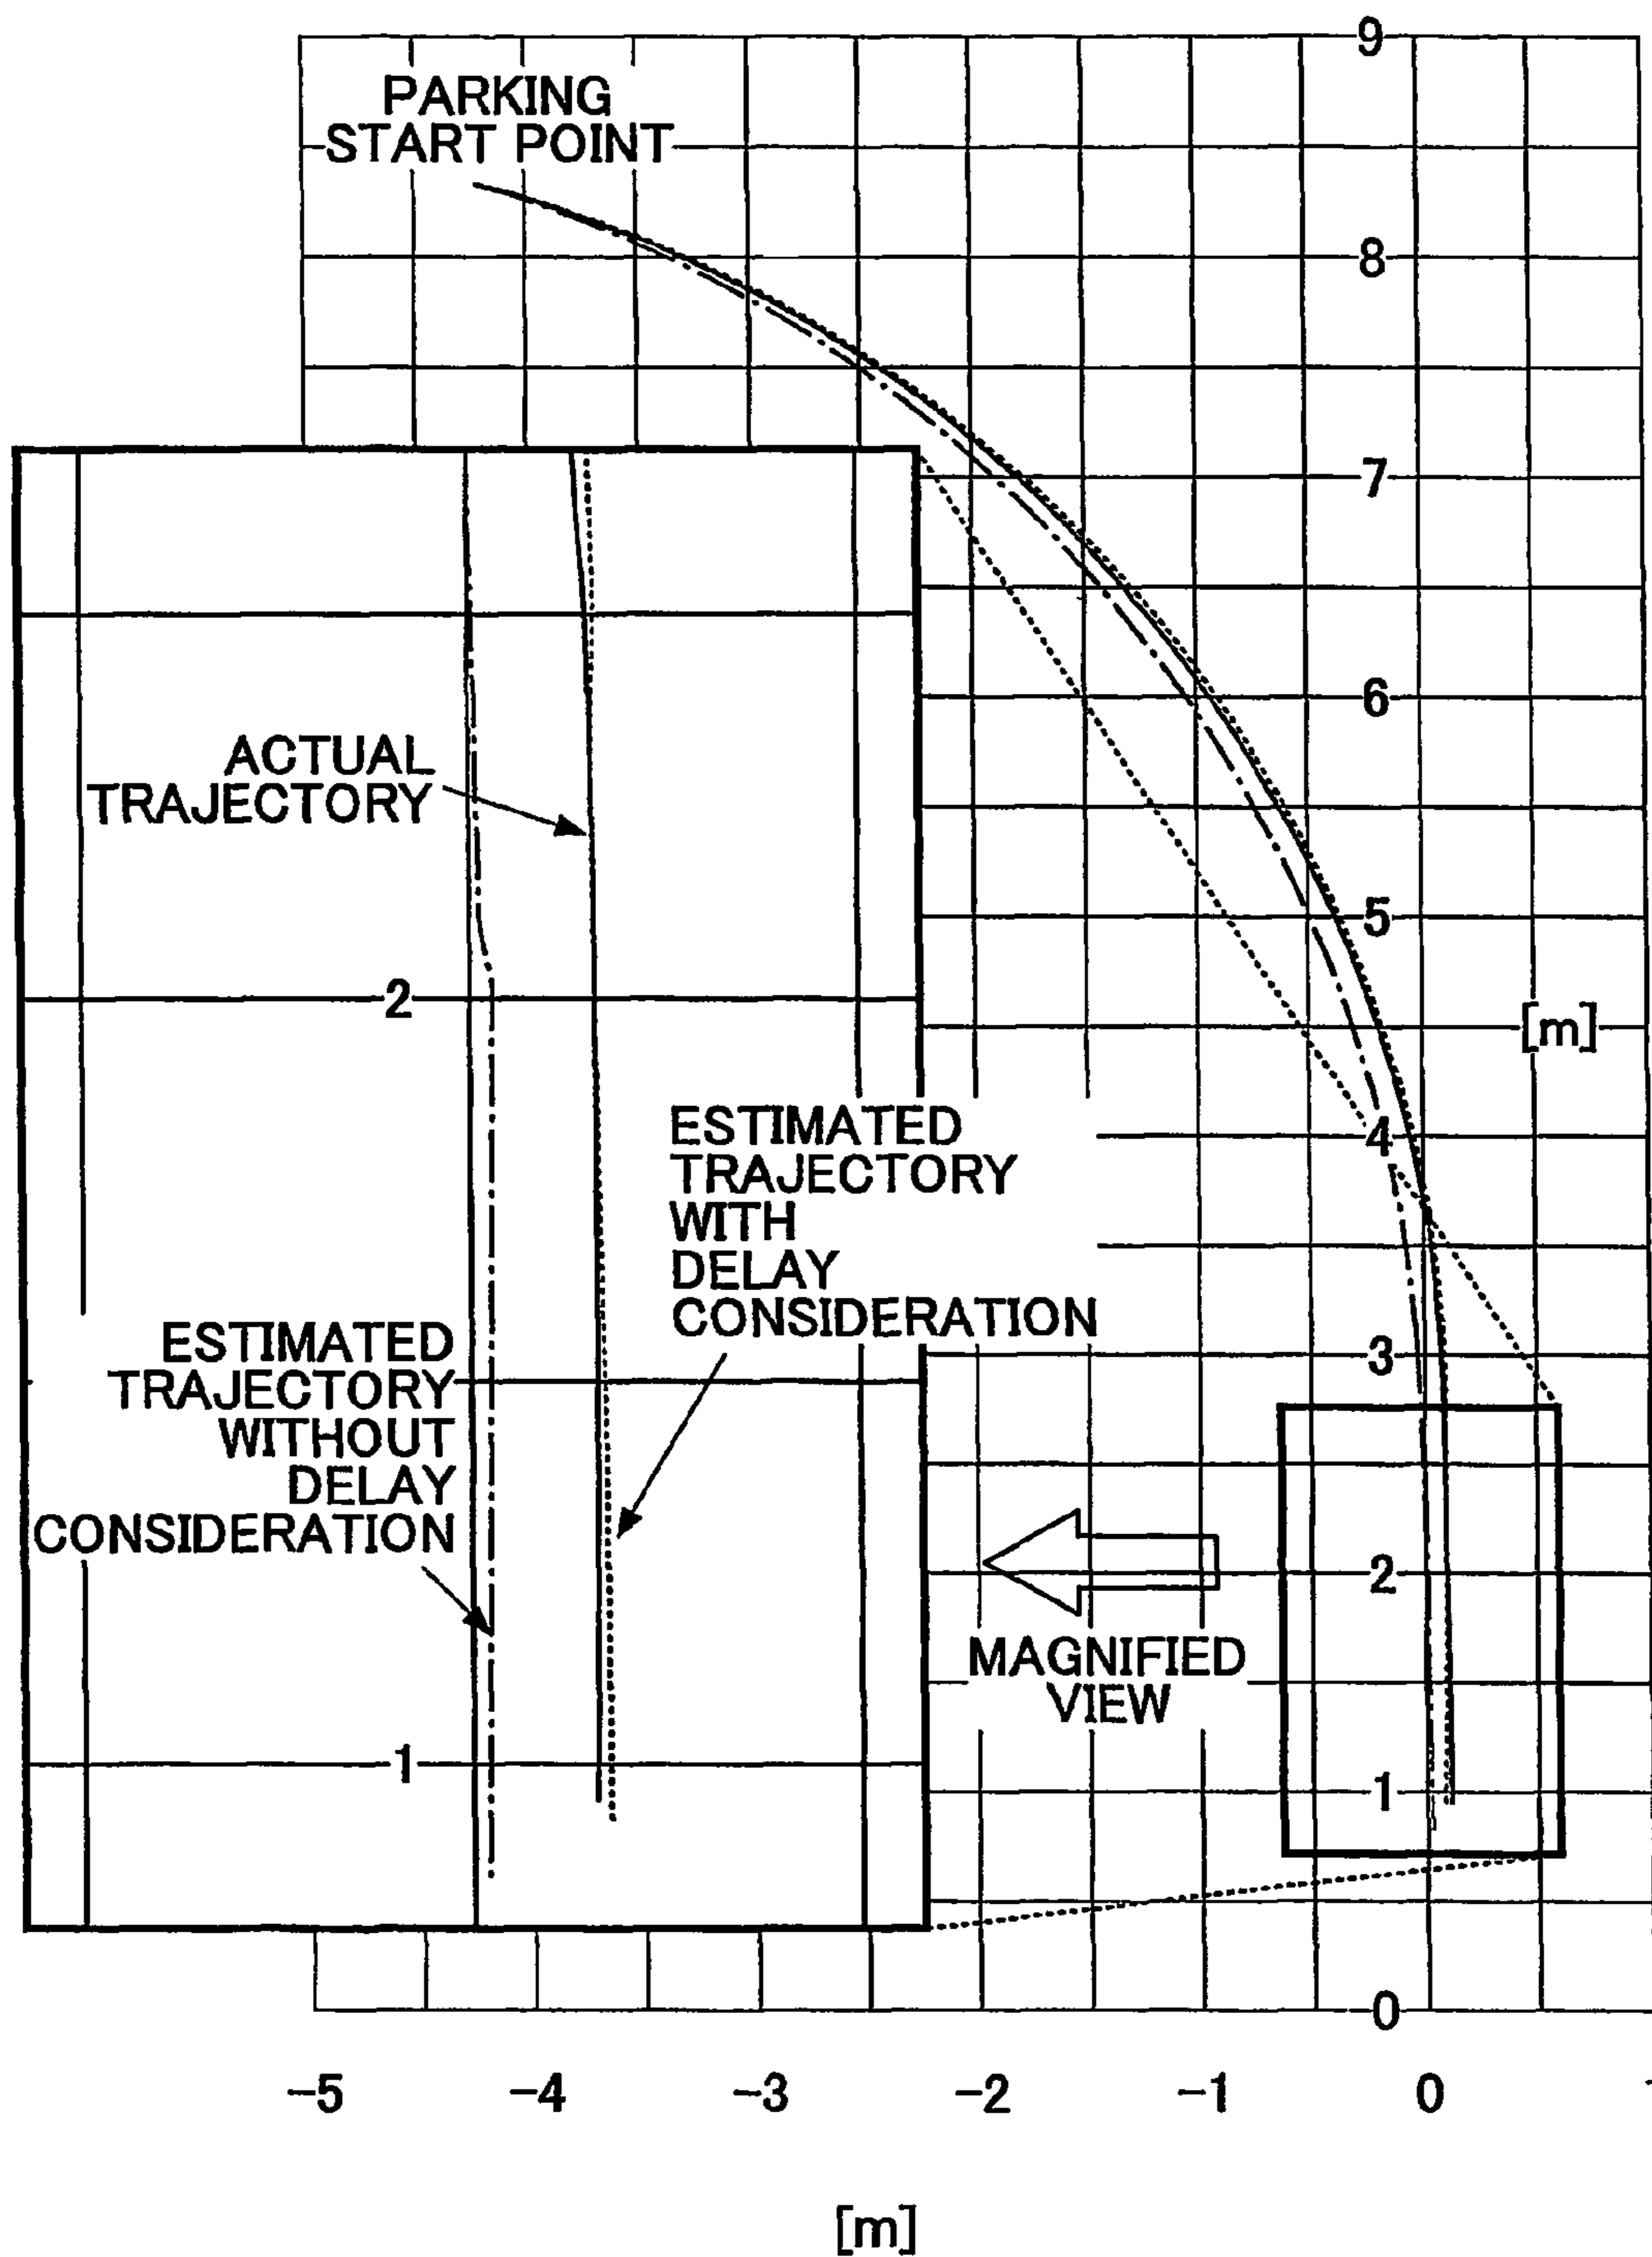 9
PARKING
START POINT
8
7
6
ACTUAL
TRAJECTORY
5
2
[m]
ESTIMATED
TRAJECTORY
WITH
DELAY
CONSIDERATION
4
ESTIMATED
TRAJECTORY
WITHOUT
DELAY
CONSIDERATION
3
2
MAGNIFIED
VIEW
1
1
0
-5 -4 -3 -2 -1 0
[m]